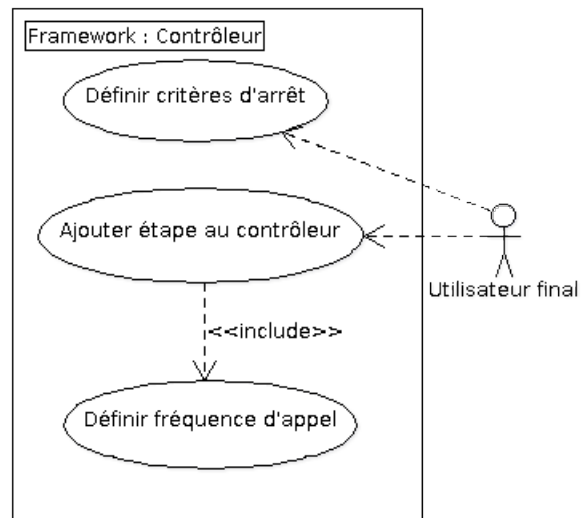 Framework : Contrôleur
Définir critères d'arrêt
Ajouter étape au contrôleur
Utilisateur final
<<include>>
Définir fréquence d'appel